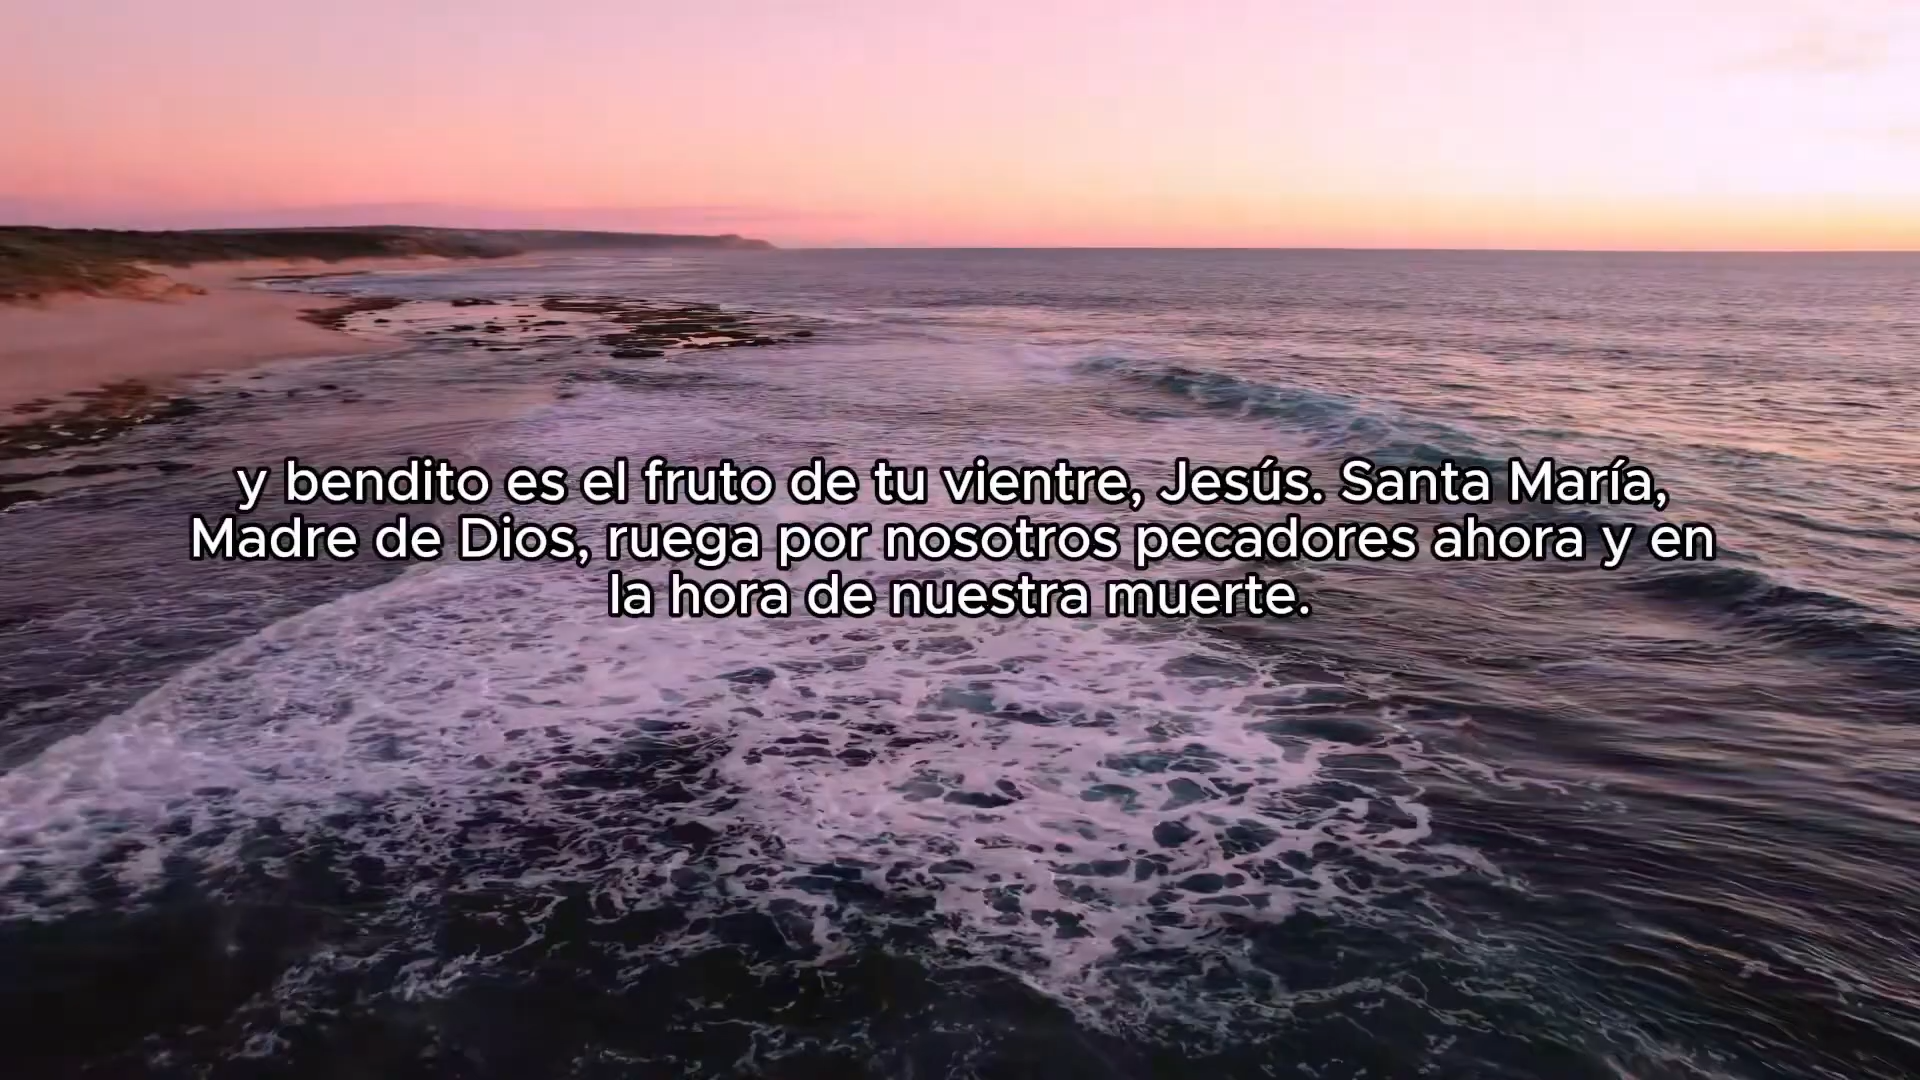 y bendito es el fruto de tu vientre, Jesús. Santa María,
Madre de Dios, ruega por nosotros pecadores ahora y en
la hora de nuestra muerte.